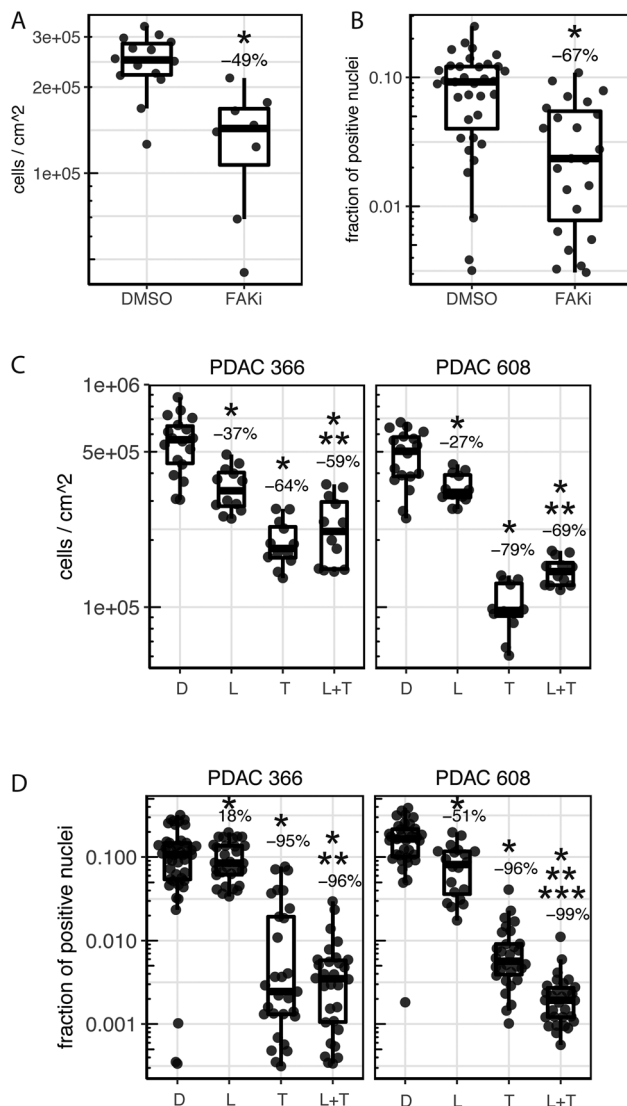 A
cells / cm^2
3e+05
2e+05
1e+05
*
−49%
DMSO
FAKi
B
fraction of positive nuclei
0.10
0.01
*
−67%
DMSO
FAKi
C
cells / cm^2
PDAC 366
PDAC 608
1e+06
5e+05
1e+05
*
−37%
*
−64%
*
**
−59%
*
−27%
*
−79%
*
**
−69%
D
L
T
L+T
D
L
T
L+T
D
fraction of positive nuclei
PDAC 366
PDAC 608
0.100
0.010
0.001
*
18%
*
−95%
*
**
−96%
*
−51%
*
−96%
*
**
***
−99%
D
L
T
L+T
D
L
T
L+T